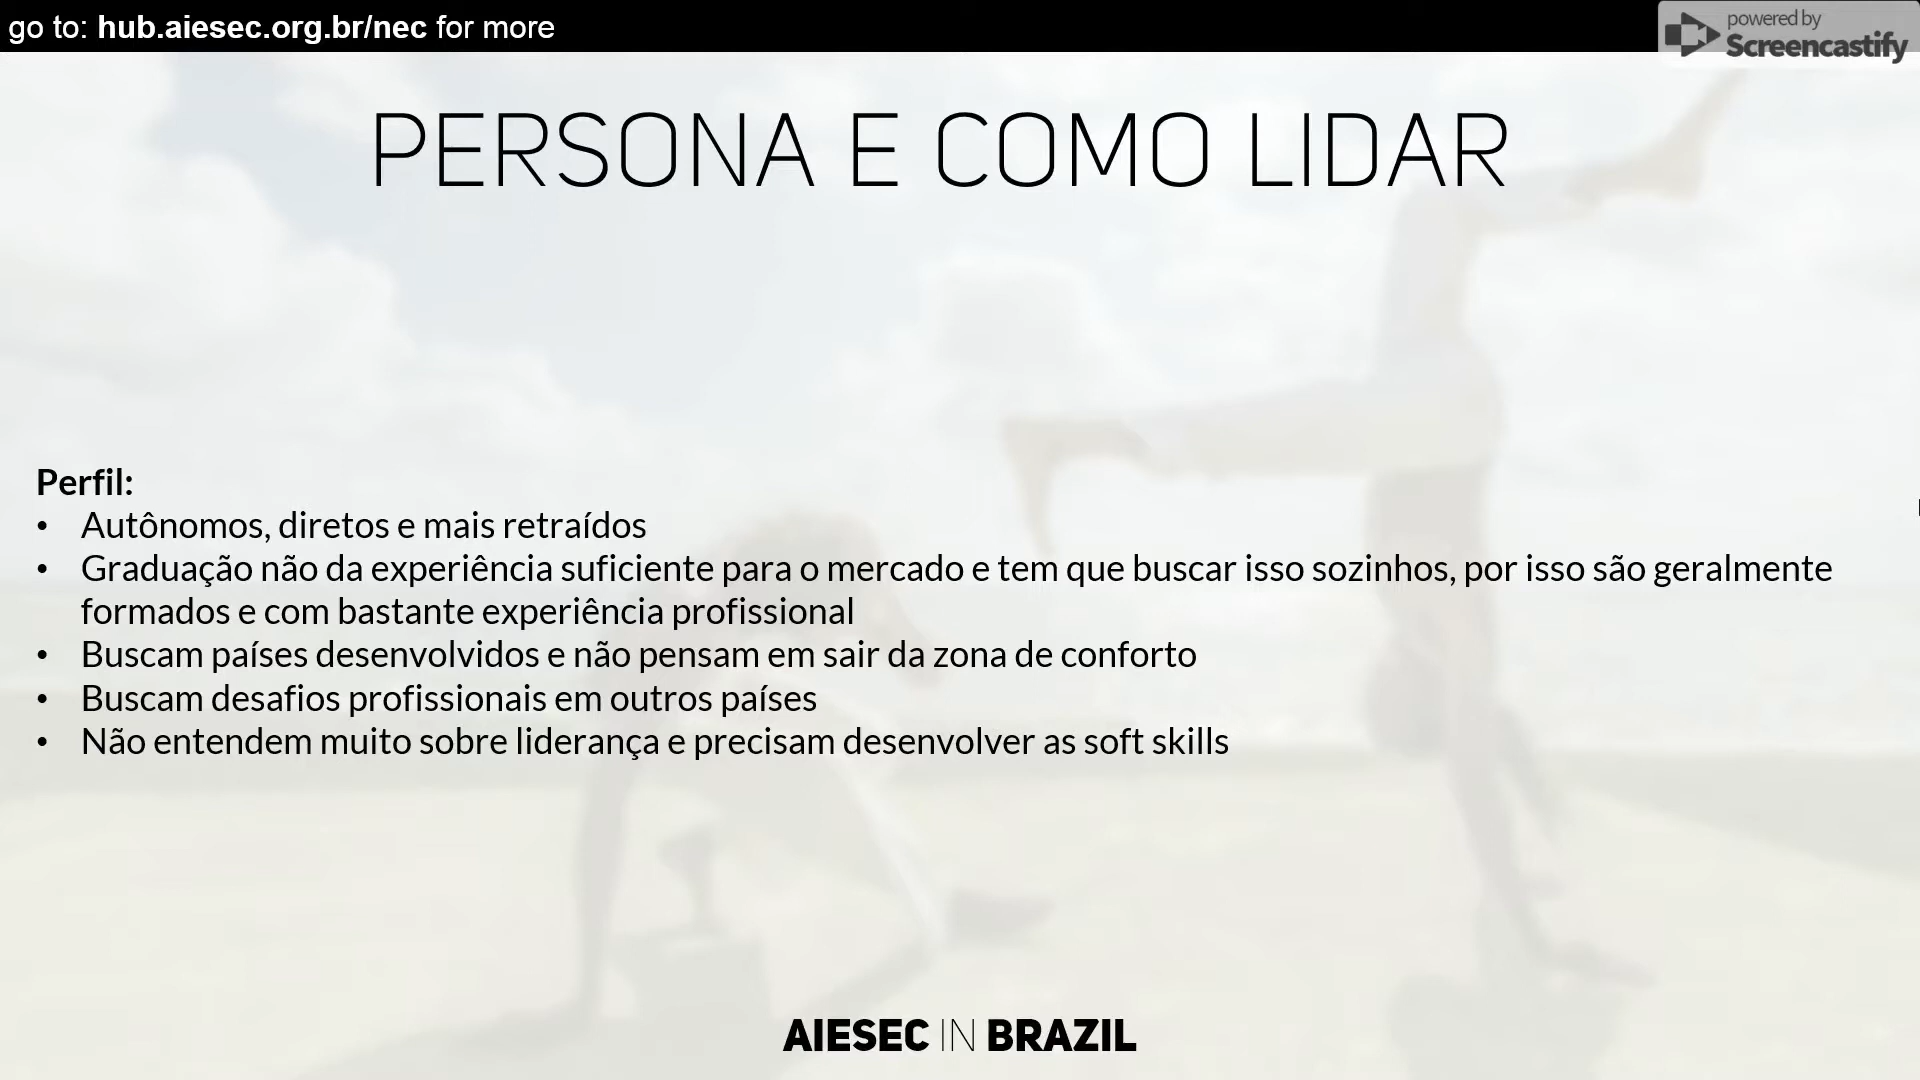 go to: hub.aiesec.org.br/nec for more
powered by
Screencastify
PERSONA E COMO LIDAR
Perfil:
• Autônomos, diretos e mais retraídos
• Graduação não da experiência suficiente para o mercado e tem que buscar isso sozinhos, por isso são geralmente
formados e com bastante experiência profissional
• Buscam países desenvolvidos e não pensam em sair da zona de conforto
• Buscam desafios profissionais em outros países
• Não entendem muito sobre liderança e precisam desenvolver as soft skills
AIESEC IN BRAZIL